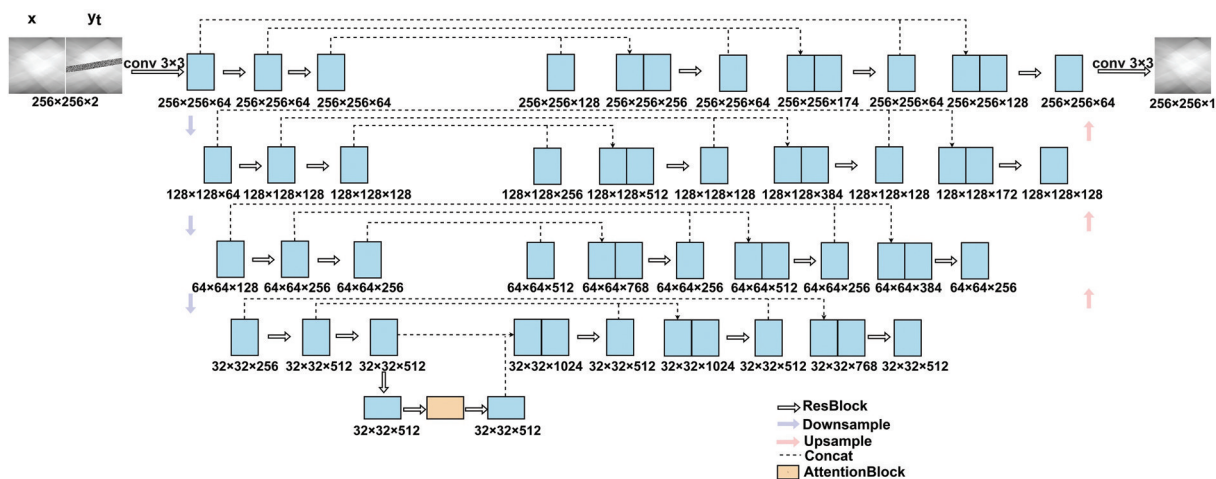 x yₜ
conv 3×3 conv 3×3
256×256×2 256×256×64 256×256×64 256×256×64 256×256×128 256×256×256 256×256×64 256×256×174 256×256×64 256×256×128 256×256×64 256×256×1
128×128×64 128×128×128 128×128×128 128×128×256 128×128×512 128×128×128 128×128×384 128×128×128 128×128×172 128×128×128
64×64×128 64×64×256 64×64×256 64×64×512 64×64×768 64×64×256 64×64×512 64×64×256 64×64×384 64×64×256
32×32×256 32×32×512 32×32×512 32×32×1024 32×32×512 32×32×1024 32×32×512 32×32×768 32×32×512
32×32×512 32×32×512
ResBlock
Downsample
Upsample
Concat
AttentionBlock